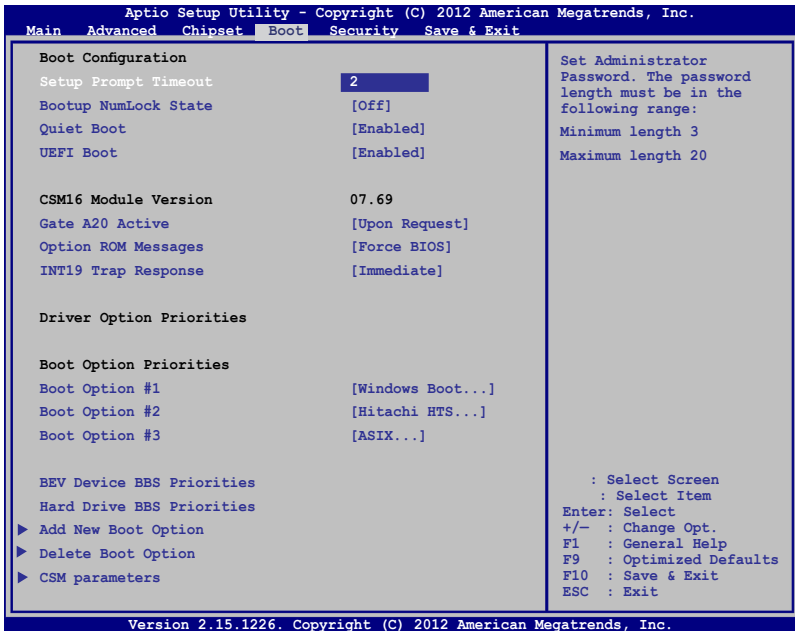 Aptio Setup Utility - Copyright (C) 2012 American Megatrends, Inc.
Main Advanced Chipset Boot Security Save & Exit
Boot Configuration
Setup Prompt Timeout 2
Bootup NumLock State [Off]
Quiet Boot [Enabled]
UEFI Boot [Enabled]
CSM16 Module Version 07.69
Gate A20 Active [Upon Request]
Option ROM Messages [Force BIOS]
INT19 Trap Response [Immediate]
Driver Option Priorities
Boot Option Priorities
Boot Option #1 [Windows Boot...]
Boot Option #2 [Hitachi HTS...]
Boot Option #3 [ASIX...]
BEV Device BBS Priorities
Hard Drive BBS Priorities
Add New Boot Option
Delete Boot Option
CSM parameters
Set Administrator
Password. The password
length must be in the
following range:
Minimum length 3
Maximum length 20
: Select Screen
: Select Item
Enter: Select
+/— : Change Opt.
F1 : General Help
F9 : Optimized Defaults
F10 : Save & Exit
ESC : Exit
Version 2.15.1226. Copyright (C) 2012 American Megatrends, Inc.